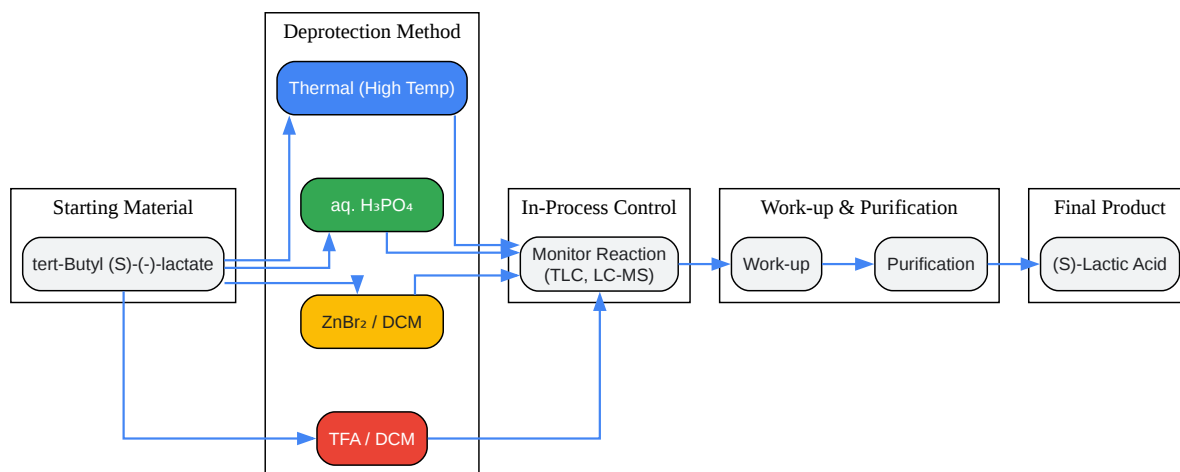 Deprotection Method
Thermal (High Temp)
Starting Material
tert-Butyl (S)-(-)-lactate
aq. H₃PO₄
ZnBr₂ / DCM
TFA / DCM
In-Process Control
Monitor Reaction
(TLC, LC-MS)
Work-up & Purification
Work-up
Purification
Final Product
(S)-Lactic Acid